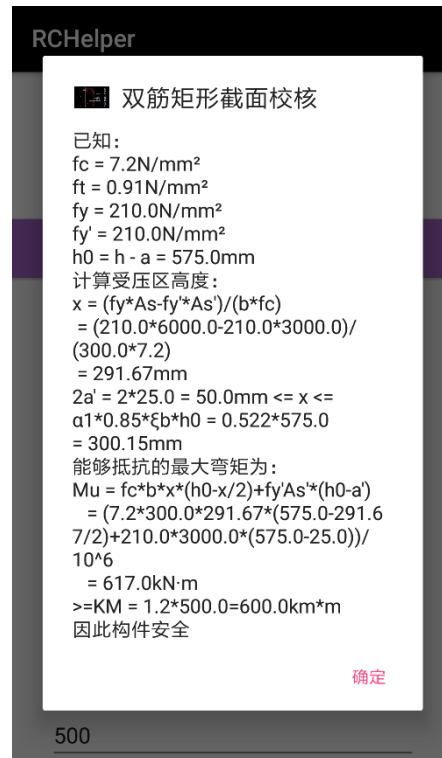 RCHelper
双筋矩形截面校核
已知：
fc = 7.2N/mm²
ft = 0.91N/mm²
fy = 210.0N/mm²
fy' = 210.0N/mm²
h0 = h - a = 575.0mm
计算受压区高度：
x = (fy*As-fy'*As')/(b*fc)
= (210.0*6000.0-210.0*3000.0)/
(300.0*7.2)
= 291.67mm
2a' = 2*25.0 = 50.0mm <= x <=
α1*0.85*ξb*h0 = 0.522*575.0
= 300.15mm
能够抵抗的最大弯矩为：
Mu = fc*b*x*(h0-x/2)+fy'As'*(h0-a')
= (7.2*300.0*291.67*(575.0-291.6
7/2)+210.0*3000.0*(575.0-25.0))/
10^6
= 617.0kN·m
>=KM = 1.2*500.0=600.0km*m
因此构件安全
确定
500